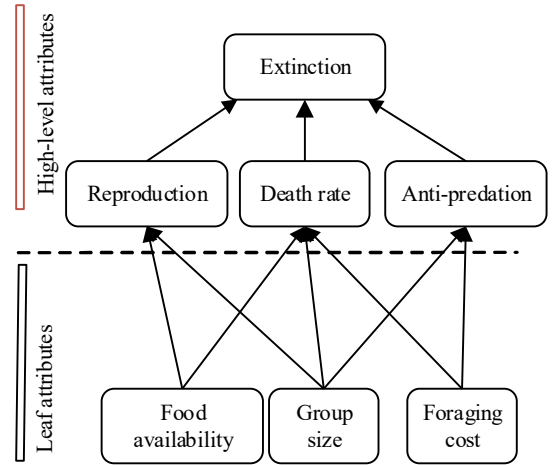 High-level attributes
Extinction
Reproduction
Death rate
Anti-predation
Leaf attributes
Food
availability
Group
size
Foraging
cost